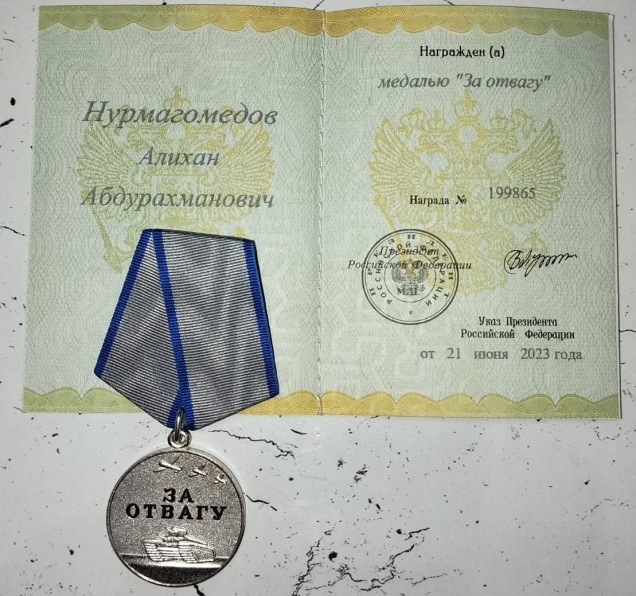 Нурмагомедов
Алихан
Абдурахманович
Награжден (а)
медалью "За отвагу"
Награда № 199865
Президент
Российской Федерации
М.П.
Указ Президента
Российской Федерации
от 21 июня 2023 года
ЗА
ОТВАГУ